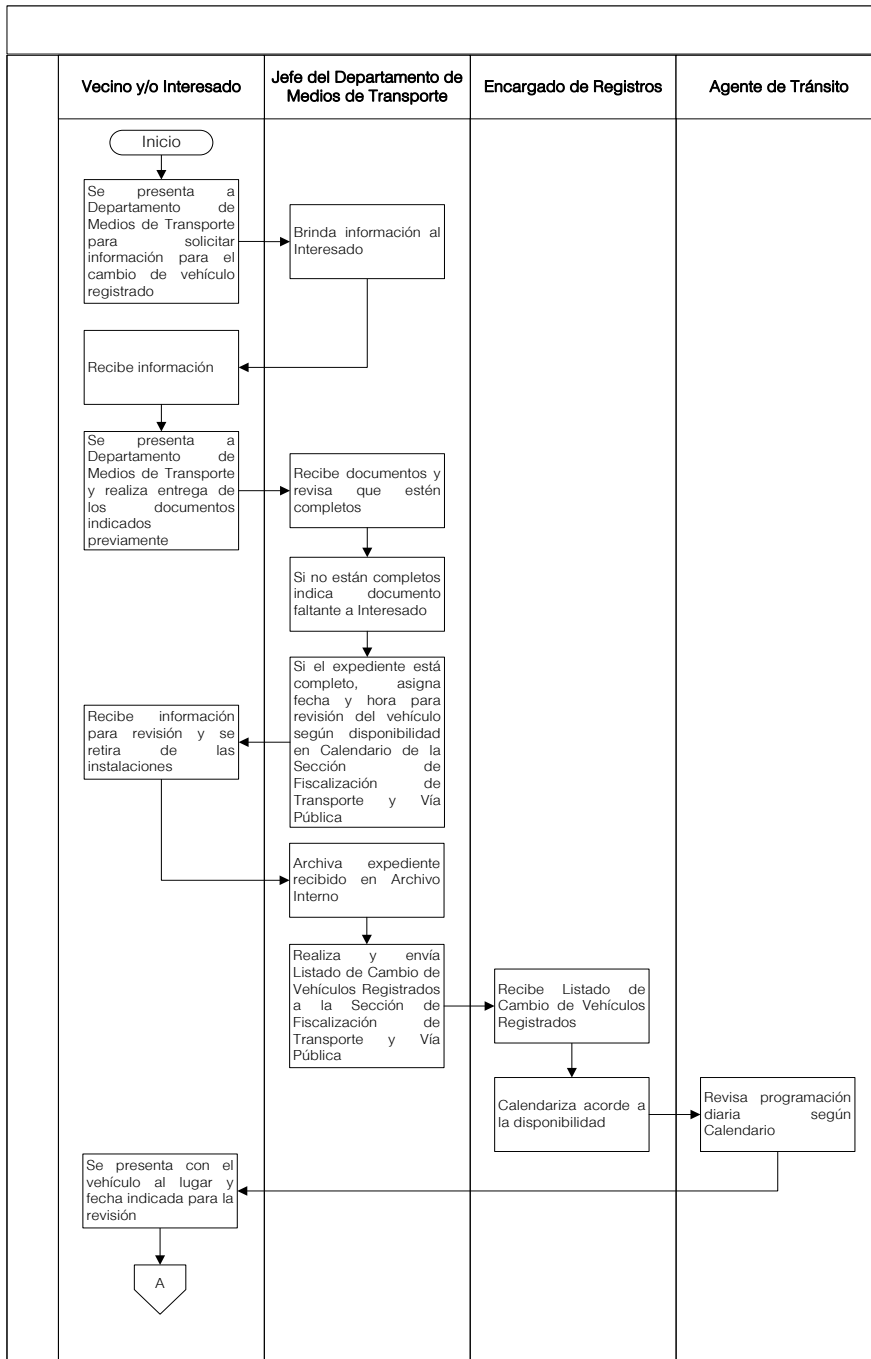 Vecino y/o Interesado
Jefe del Departamento de
Medios de Transporte
Encargado de Registros
Agente de Tránsito
Inicio
Se presenta a
Departamento de
Medios de Transporte
para solicitar
información para el
cambio de vehículo
registrado
Brinda información al
Interesado
Recibe información
Se presenta a
Departamento de
Medios de Transporte
y realiza entrega de
los documentos
indicados
previamente
Recibe documentos y
revisa que estén
completos
Si no están completos
indica documento
faltante a Interesado
Si el expediente está
completo, asigna
fecha y hora para
revisión del vehículo
según disponibilidad
en Calendario de la
Sección de
Fiscalización de
Transporte y Vía
Pública
Recibe información
para revisión y se
retira de las
instalaciones
Archiva expediente
recibido en Archivo
Interno
Realiza y envía
Listado de Cambio de
Vehículos Registrados
a la Sección de
Fiscalización de
Transporte y Vía
Pública
Recibe Listado de
Cambio de Vehículos
Registrados
Calendariza acorde a
la disponibilidad
Revisa programación
diaria según
Calendario
Se presenta con el
vehículo al lugar y
fecha indicada para la
revisión
A